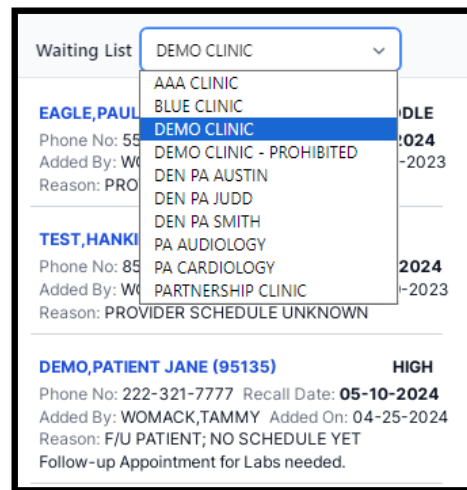 Waiting List DEMO CLINIC
AAA CLINIC
BLUE CLINIC
DEMO CLINIC
DEMO CLINIC - PROHIBITED
DEN PA AUSTIN
DEN PA JUDD
DEN PA SMITH
PA AUDIOLOGY
PA CARDIOLOGY
PARTNERSHIP CLINIC
EAGLE,PAUL DLE
Phone No: 55 2024
Added By: WO -2023
Reason: PRO
TEST,HANKI
Phone No: 85 2024
Added By: WO -2023
Reason: PROVIDER SCHEDULE UNKNOWN
DEMO,PATIENT JANE (95135) HIGH
Phone No: 222-321-7777 Recall Date: 05-10-2024
Added By: WOMACK,TAMMY Added On: 04-25-2024
Reason: F/U PATIENT; NO SCHEDULE YET
Follow-up Appointment for Labs needed.